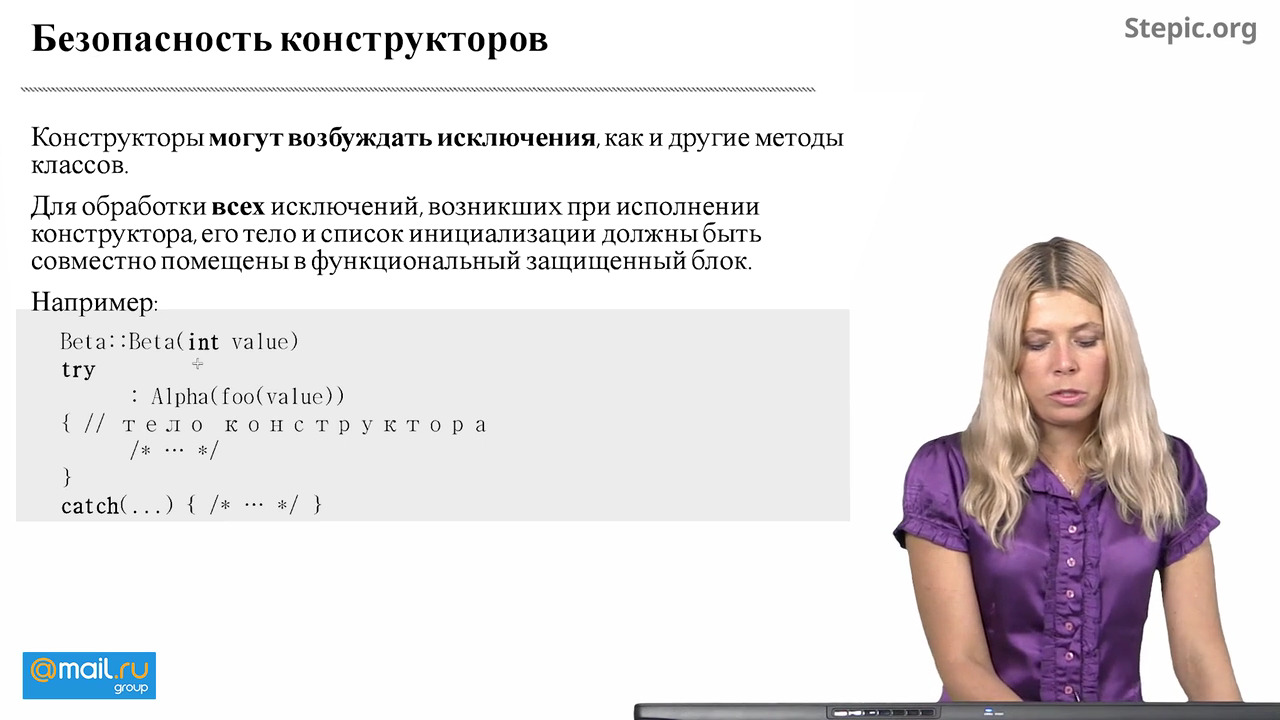 Безопасность конструкторов
Stepic.org
Конструкторы могут возбуждать исключения, как и другие методы
классов.
Для обработки всех исключений, возникших при исполнении
конструктора, его тело и список инициализации должны быть
совместно помещены в функциональный защищенный блок.
Например:
Beta::Beta(int value)
try
: Alpha(foo(value))
{ // тело конструктора
/* … */
}
catch(...) { /* … */ }
@mail.ru
group